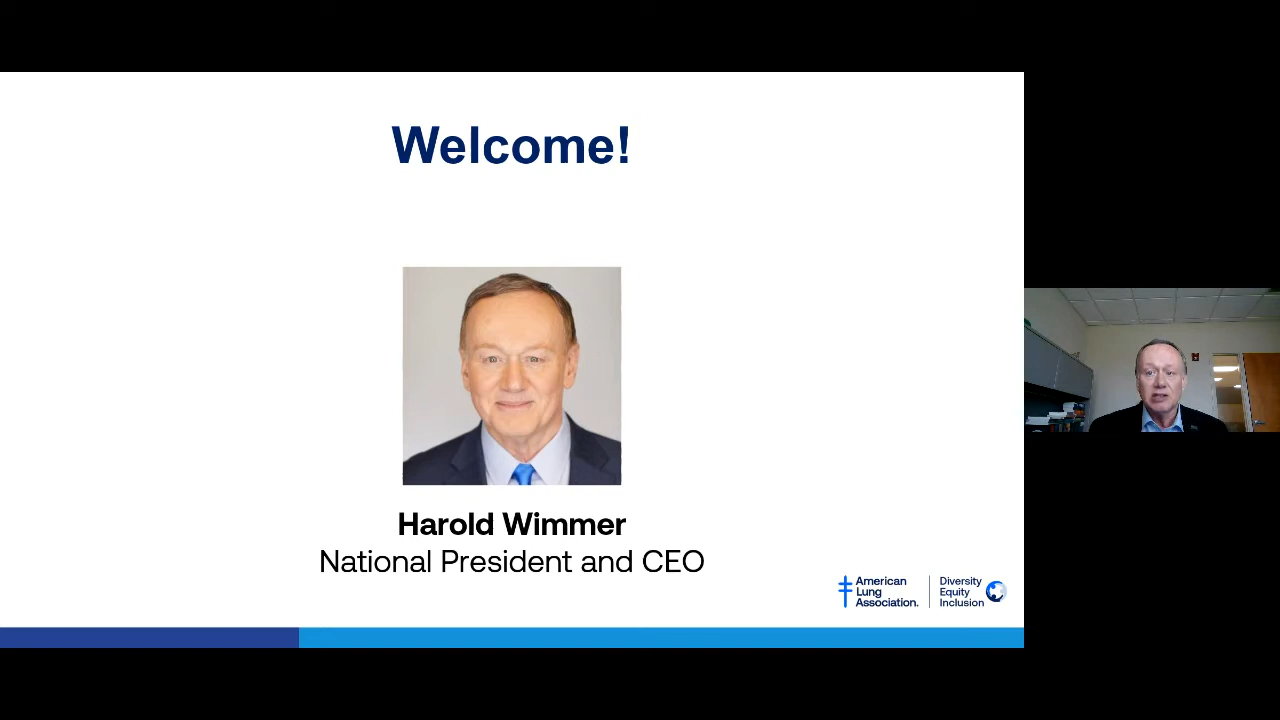 Welcome!
Harold Wimmer
National President and CEO
American
Lung
Association.
Diversity
Equity
Inclusion